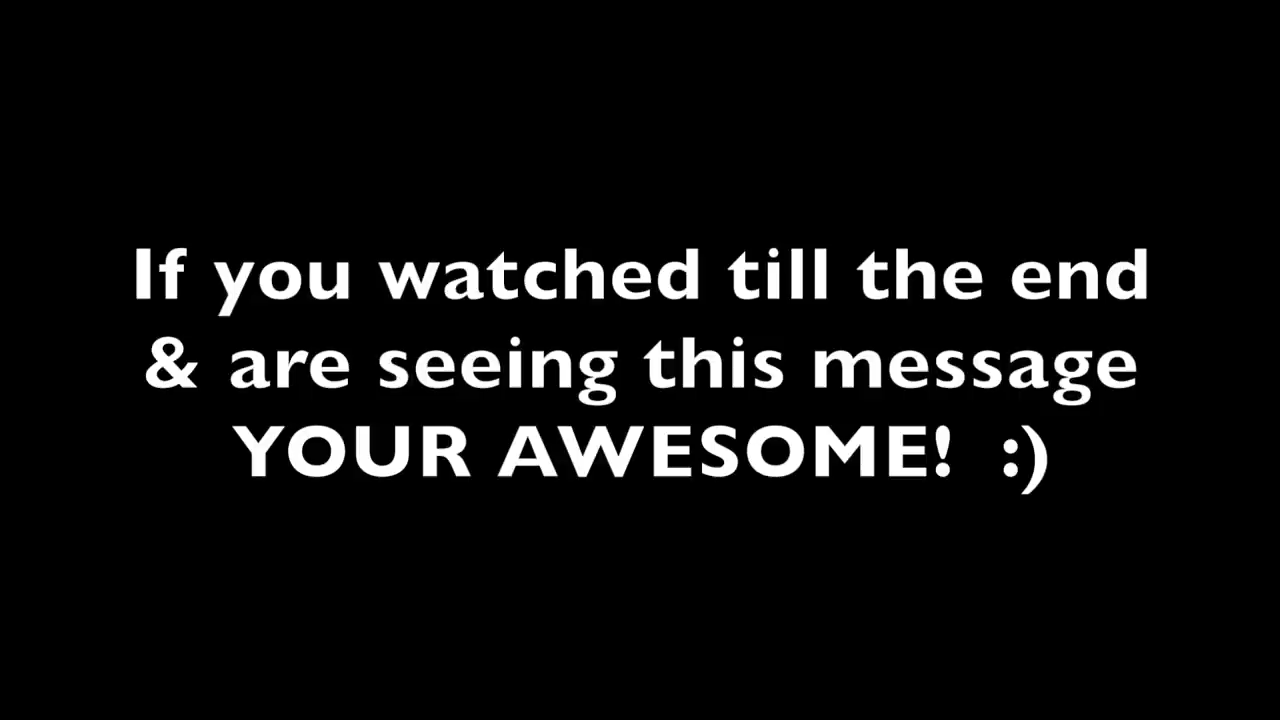 If you watched till the end
& are seeing this message
YOUR AWESOME!  :)